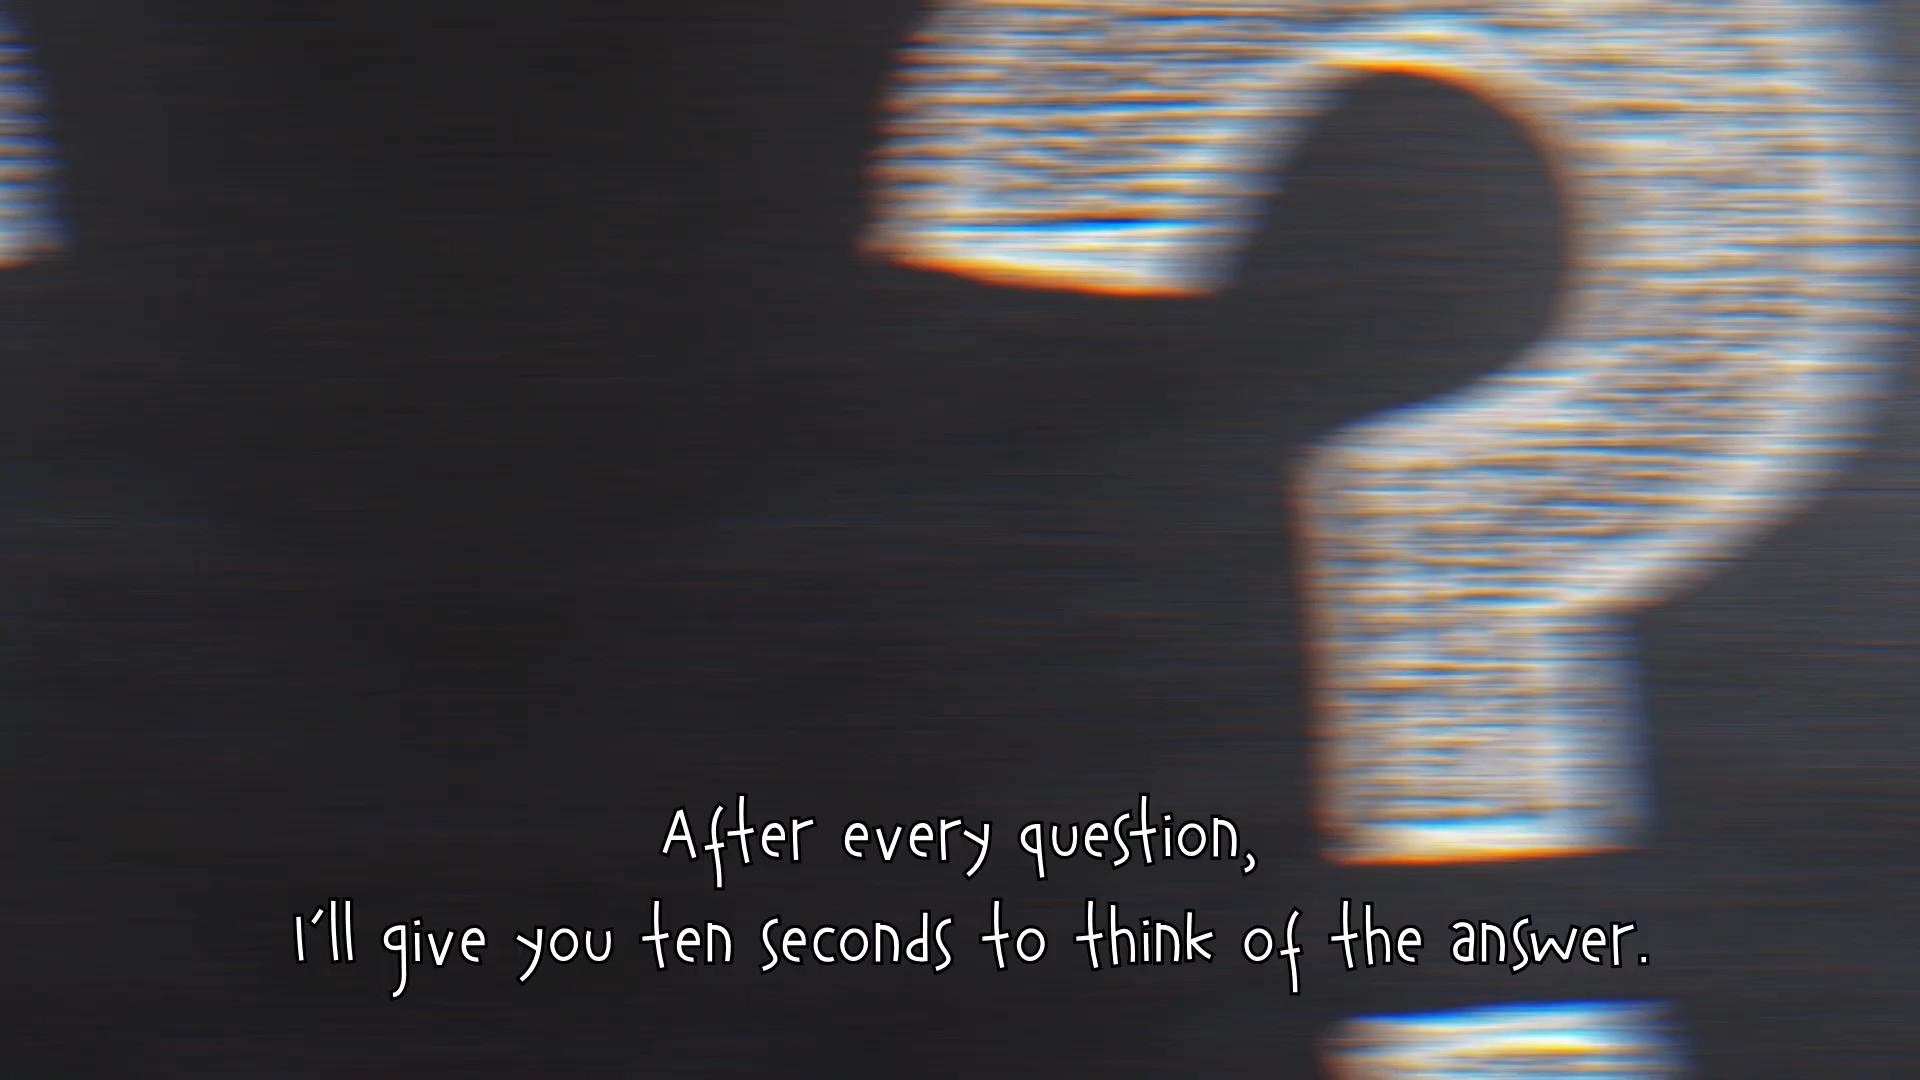 After every question,
I'll give you ten seconds to think of the answer.